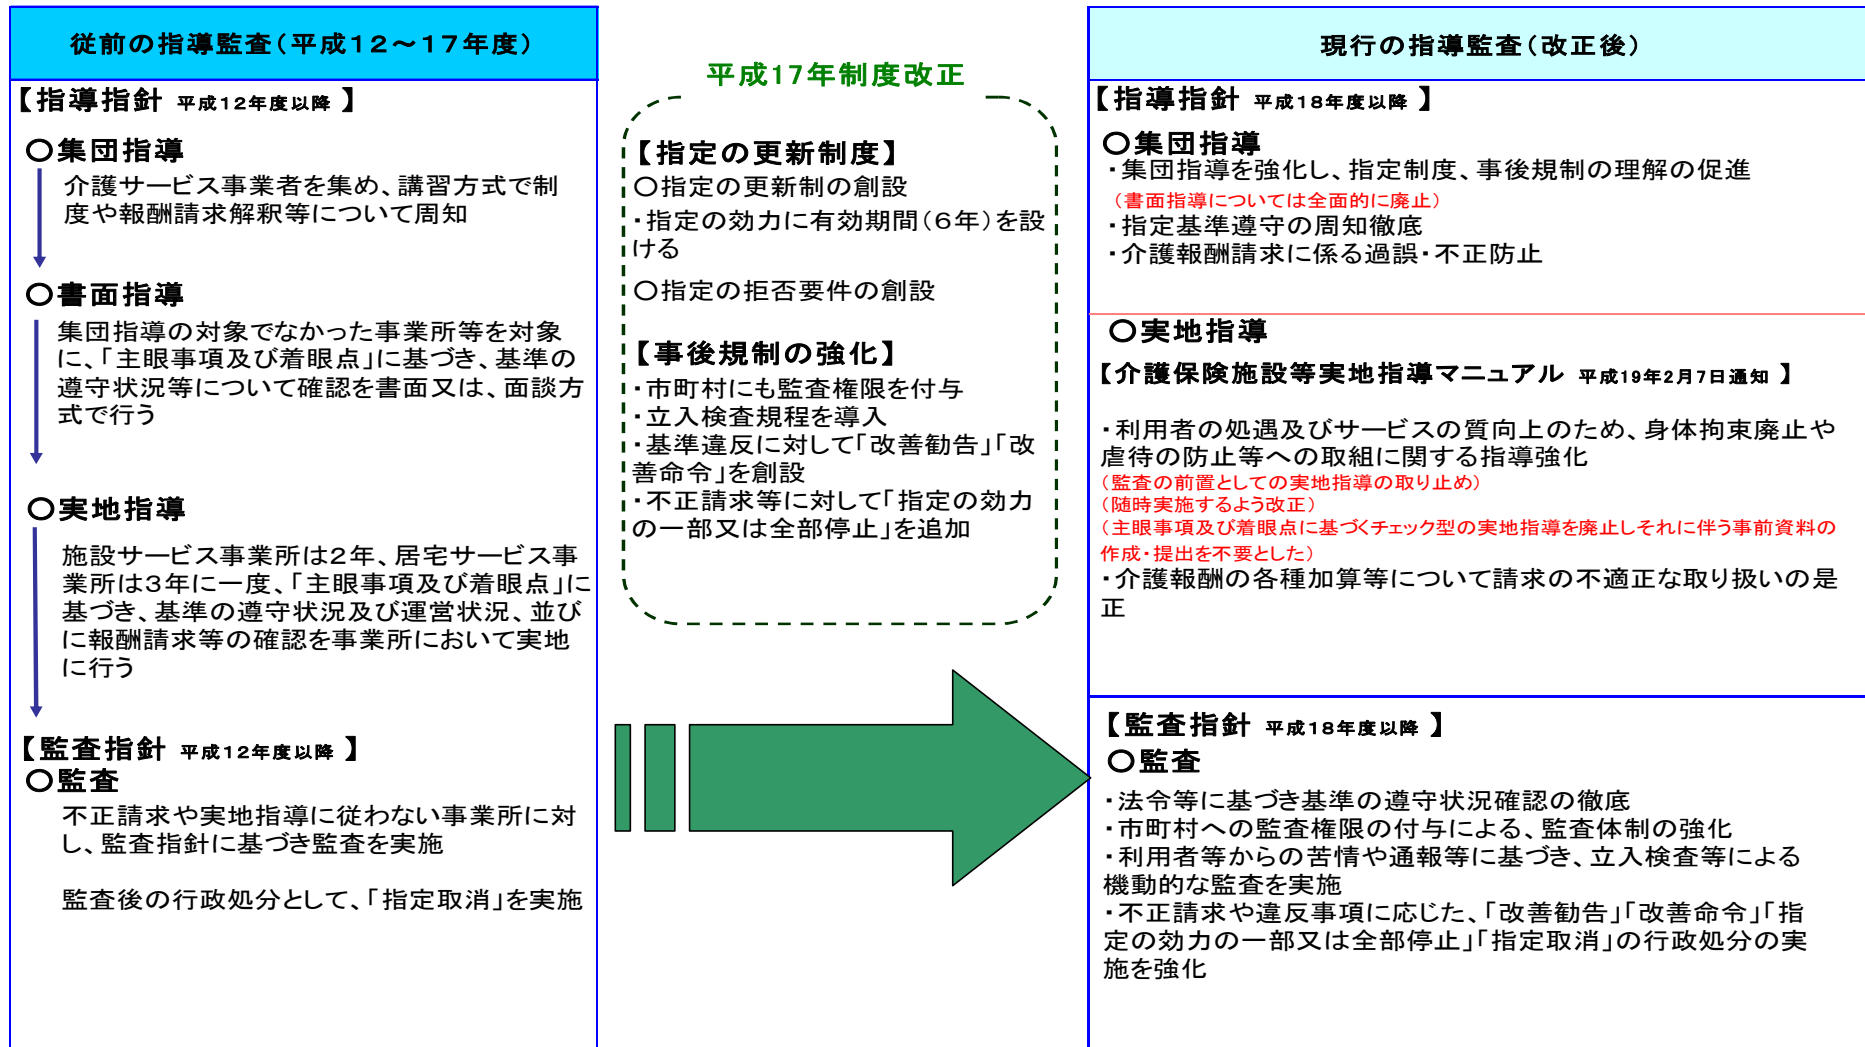 従前の指導監査(平成12～17年度)
【指導指針 平成12年度以降 】
○集団指導
介護サービス事業者を集め、講習方式で制
度や報酬請求解釈等について周知
○書面指導
集団指導の対象でなかった事業所等を対象
に、「主眼事項及び着眼点」に基づき、基準の
遵守状況等について確認を書面又は、面談方
式で行う
○実地指導
施設サービス事業所は2年、居宅サービス事
業所は3年に一度、「主眼事項及び着眼点」に
基づき、基準の遵守状況及び運営状況、並び
に報酬請求等の確認を事業所において実地
に行う
【監査指針 平成12年度以降 】
○監査
不正請求や実地指導に従わない事業所に対
し、監査指針に基づき監査を実施
監査後の行政処分として、「指定取消」を実施
平成17年制度改正
【指定の更新制度】
○指定の更新制の創設
・指定の効力に有効期間(6年)を設
ける
○指定の拒否要件の創設
【事後規制の強化】
・市町村にも監査権限を付与
・立入検査規程を導入
・基準違反に対して「改善勧告」「改
善命令」を創設
・不正請求等に対して「指定の効力
の一部又は全部停止」を追加
現行の指導監査(改正後)
【指導指針 平成18年度以降 】
○集団指導
・集団指導を強化し、指定制度、事後規制の理解の促進
(書面指導については全面的に廃止)
・指定基準遵守の周知徹底
・介護報酬請求に係る過誤・不正防止
○実地指導
【介護保険施設等実地指導マニュアル 平成19年2月7日通知 】
・利用者の処遇及びサービスの質向上のため、身体拘束廃止や
虐待の防止等への取組に関する指導強化
(監査の前置としての実地指導の取り止め)
(随時実施するよう改正)
(主眼事項及び着眼点に基づくチェック型の実地指導を廃止しそれに伴う事前資料の
作成・提出を不要とした)
・介護報酬の各種加算等について請求の不適正な取り扱いの是
正
【監査指針 平成18年度以降 】
○監査
・法令等に基づき基準の遵守状況確認の徹底
・市町村への監査権限の付与による、監査体制の強化
・利用者等からの苦情や通報等に基づき、立入検査等による
機動的な監査を実施
・不正請求や違反事項に応じた、「改善勧告」「改善命令」「指
定の効力の一部又は全部停止」「指定取消」の行政処分の実
施を強化